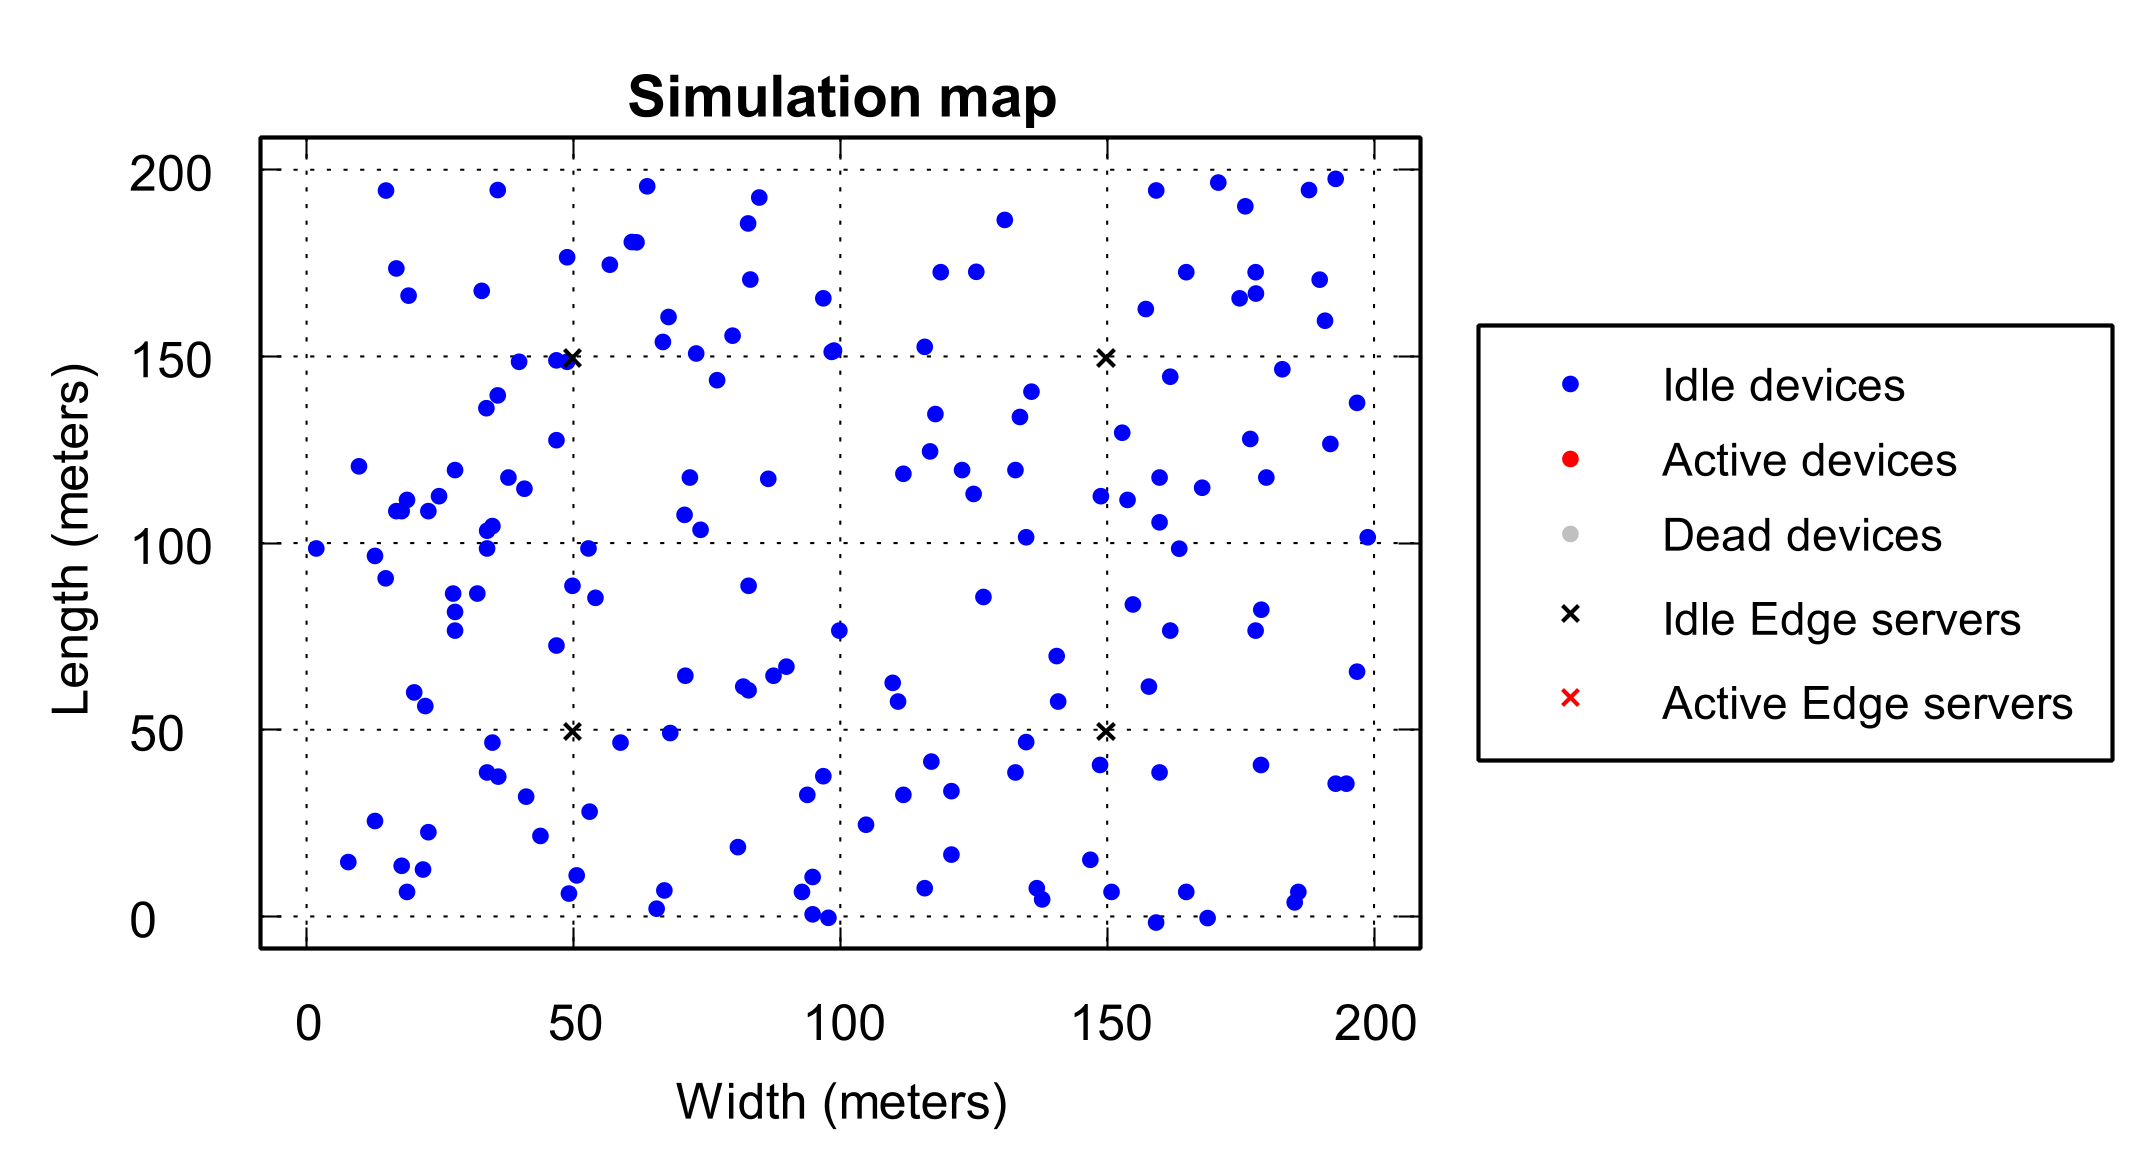 Simulation map
200
150
100
50
0
Length (meters)
0 50 100 150 200
Width (meters)
Idle devices
Active devices
Dead devices
Idle Edge servers
Active Edge servers